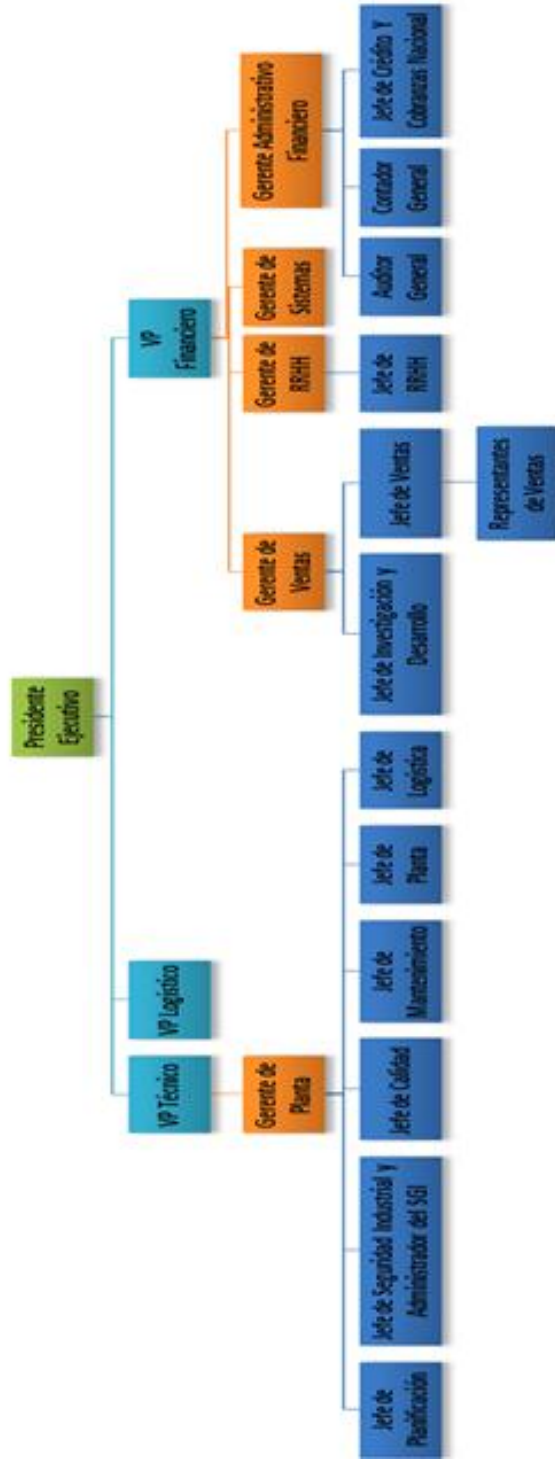 Presidente
Ejecutivo
VP Técnico
VP Logístico
VP
Financiero
Gerente de
Planta
Gerente de
Ventas
Gerente de
RRHH
Gerente de
Sistemas
Gerente Administrativo
Financiero
Jefe de
Planificación
Jefe de Seguridad Industrial y
Administrador del SGI
Jefe de Calidad
Jefe de
Mantenimiento
Jefe de
Planta
Jefe de
Logística
Jefe de Investigación y
Desarrollo
Jefe de Ventas
Jefe de
RRHH
Auditor
General
Contador
General
Jefe de Crédito Y
Cobranzas Nacional
Representantes
de Ventas